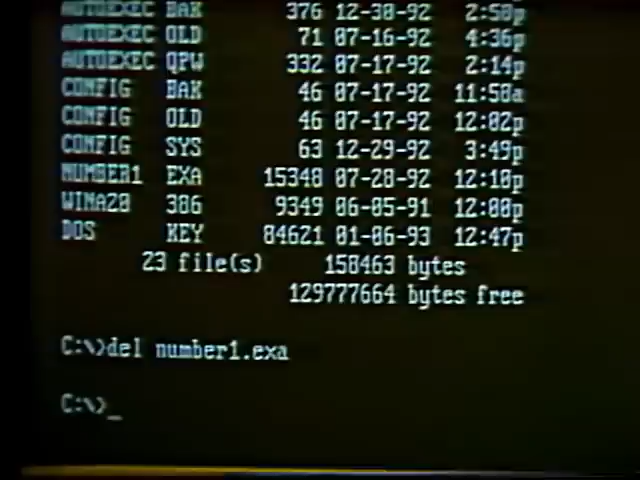 AUTOEXEC BAK 376 12-30-92 2:50p
AUTOEXEC OLD 71 07-16-92 4:36p
AUTOEXEC QPW 332 07-17-92 2:14p
CONFIG BAK 46 07-17-92 11:50a
CONFIG OLD 46 07-17-92 12:02p
CONFIG SYS 63 12-29-92 3:49p
NUMBER1 EXA 15348 07-28-92 12:10p
WINA20 386 9349 06-05-91 12:00p
DOS KEY 84621 01-06-93 12:47p
23 file(s) 158463 bytes
129777664 bytes free
C:\>del number1.exa
C:\>_